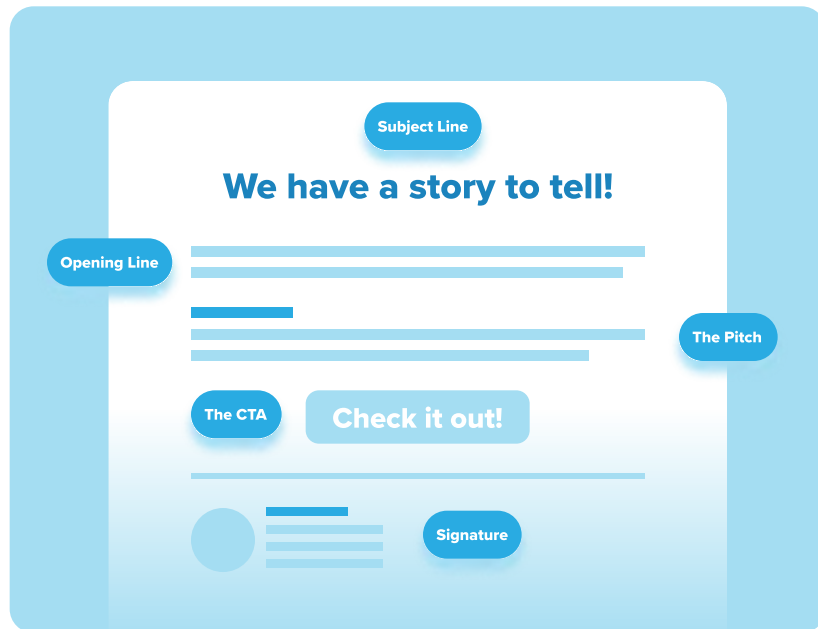 Subject Line
We have a story to tell!
Opening Line
The Pitch
The CTA
Check it out!
Signature